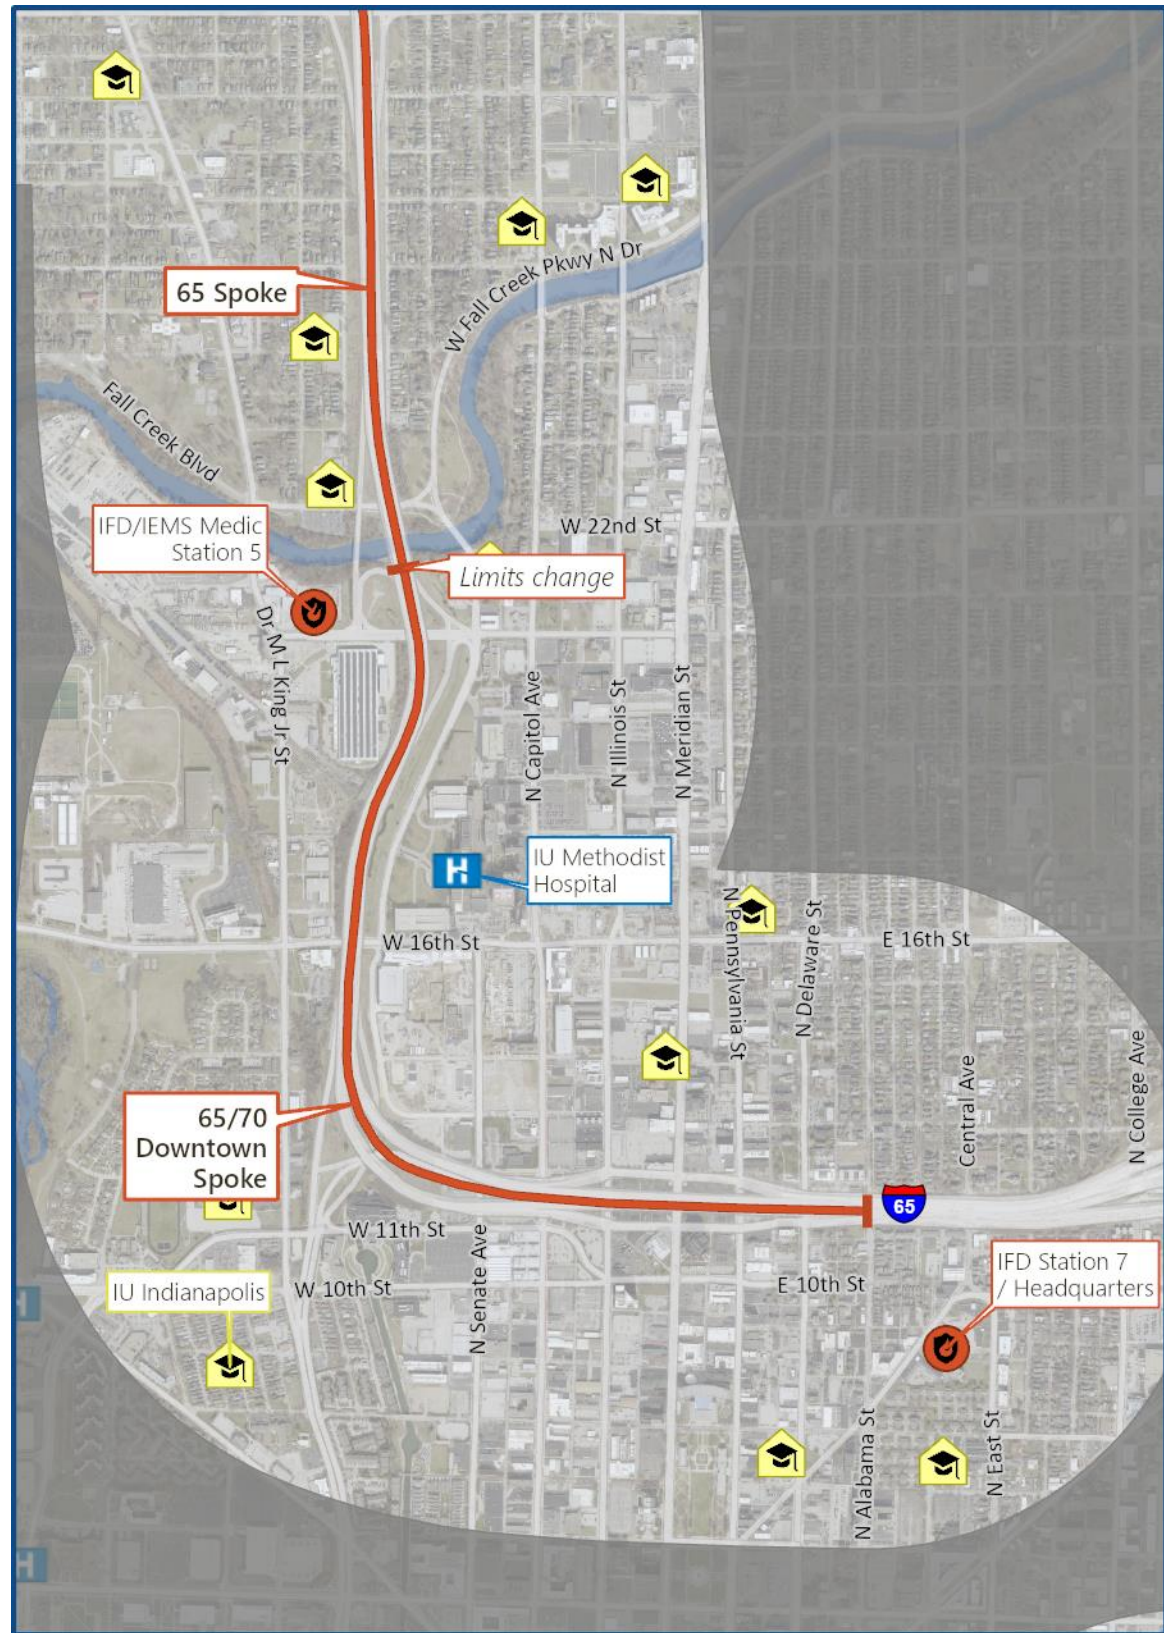 65 Spoke
W Fall Creek Pkwy N Dr
Fall Creek Blvd
IFD/IEMS Medic
Station 5
W 22nd St
Limits change
Dr M L King Jr St
N Capitol Ave
N Illinois St
N Meridian St
H
IU Methodist
Hospital
W 16th St
N Pennsylvania St
N Delaware St
E 16th St
Central Ave
N College Ave
65/70
Downtown
Spoke
65
W 11th St
N Senate Ave
IU Indianapolis
W 10th St
E 10th St
IFD Station 7
/ Headquarters
H
N Alabama St
N East St
H